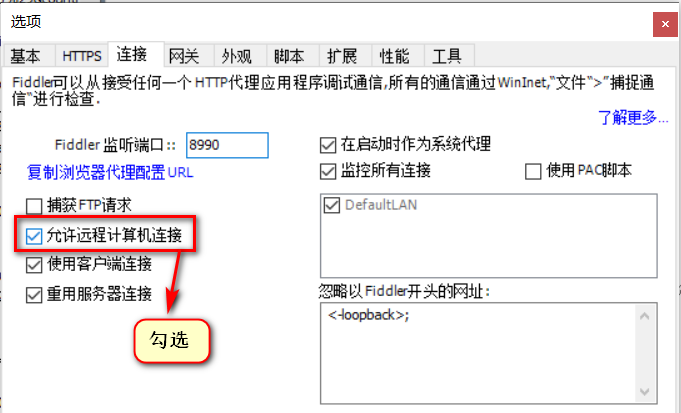 选项
基本 HTTPS 连接 网关 外观 脚本 扩展 性能 工具
Fiddler可以从接受任何一个 HTTP代理应用程序调试通信,所有的通信通过WinInet,“文件“>”捕捉通
信“进行检查.
了解更多...
Fiddler 监听端口:: 8990
复制浏览器代理配置 URL
捕获FTP请求
允许远程计算机连接
使用客户端连接
重用服务器连接
勾选
在启动时作为系统代理
监控所有连接 使用 PAC脚本
DefaultLAN
忽略以Fiddler开头的网址:
<-loopback>;